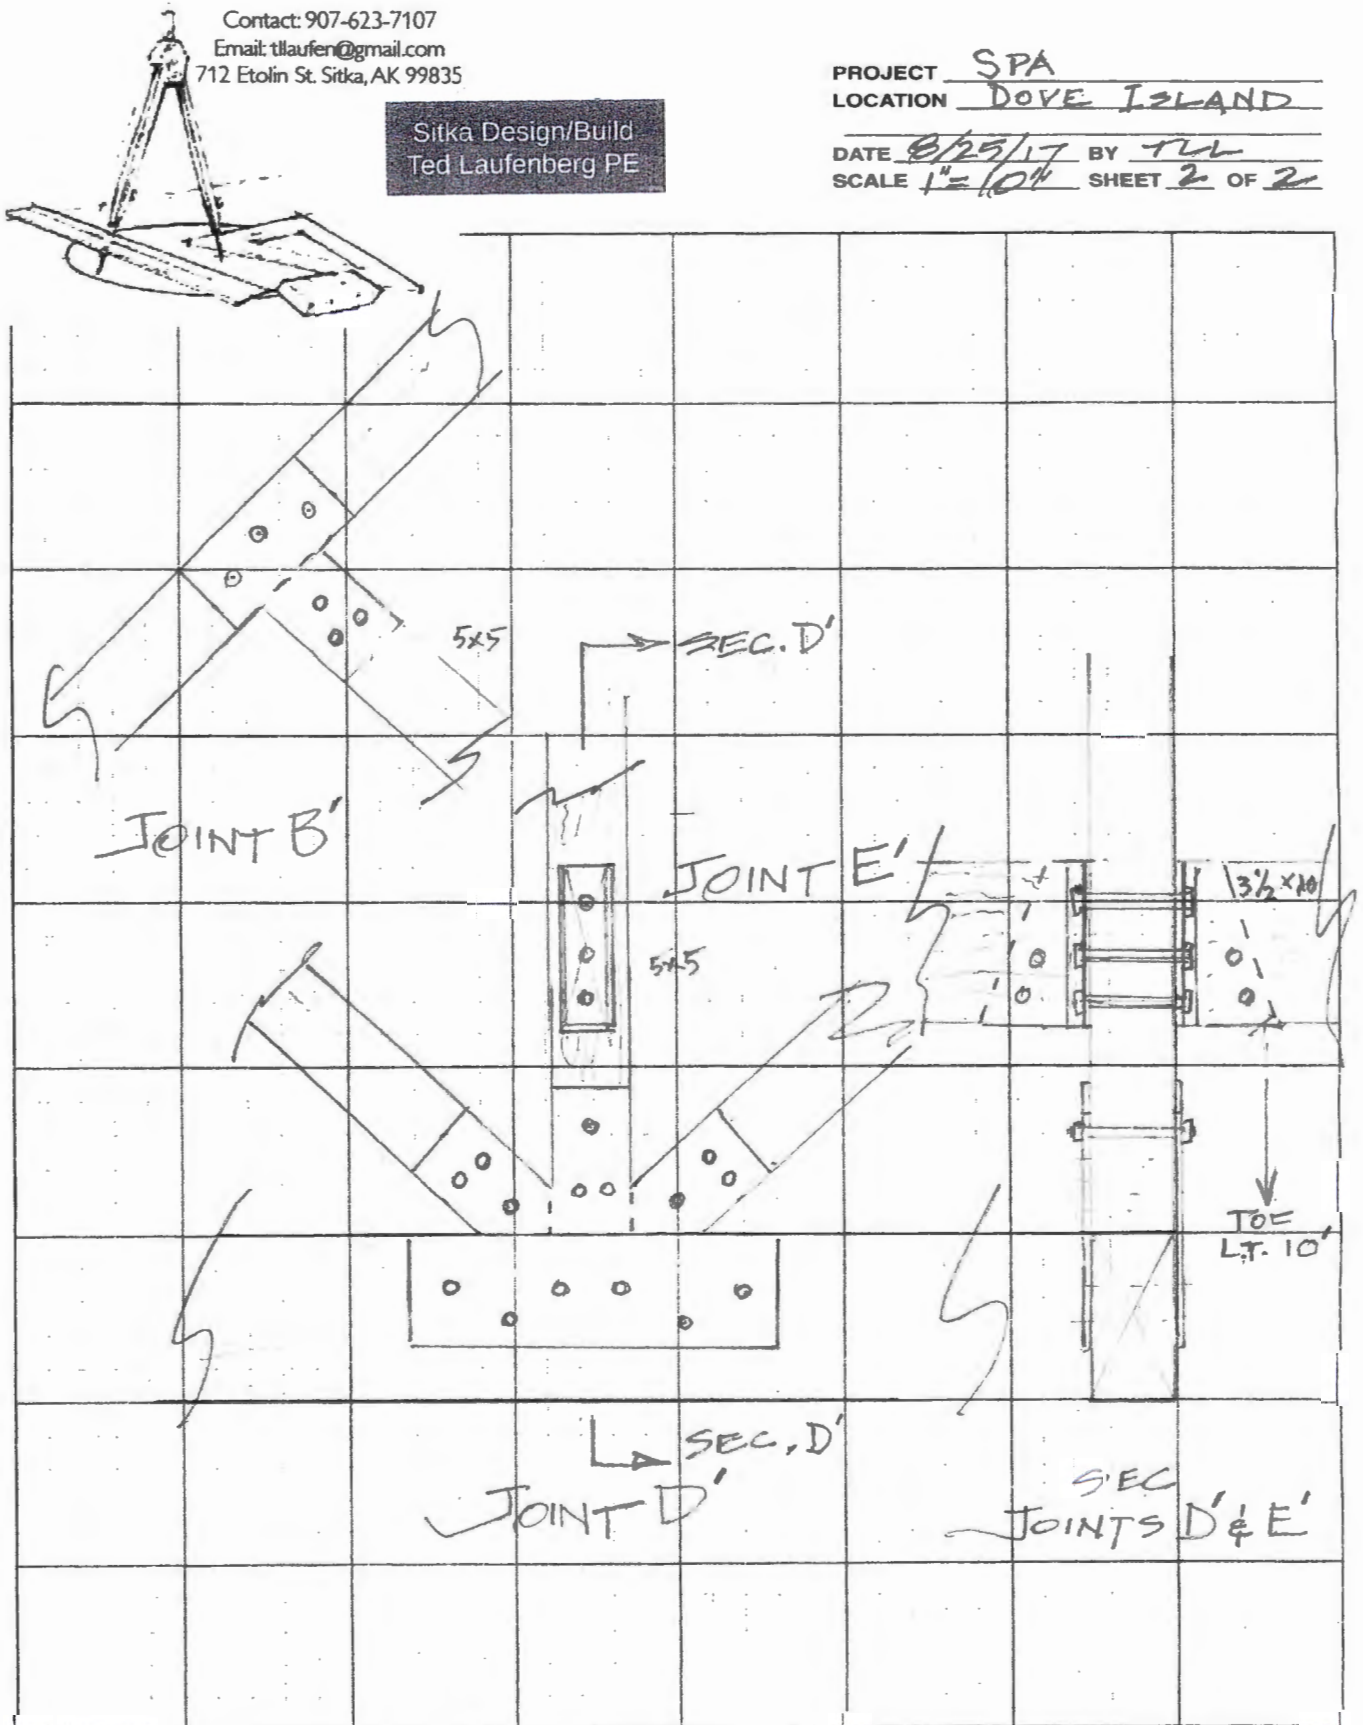 Contact: 907-623-7107
Email: tllaufen@gmail.com
712 Etolin St. Sitka, AK 99835
Sitka Design/Build
Ted Laufenberg PE
PROJECT SPA
LOCATION DOVE ISLAND
DATE 8/25/17 BY TLL
SCALE 1"=10" SHEET 2 OF 2
5x5
SEC. D'
JOINT B'
JOINT E'
3½ x 10
5x5
TOE
L.T. 10'
SEC. D'
JOINT D'
SEC
JOINTS D' & E'